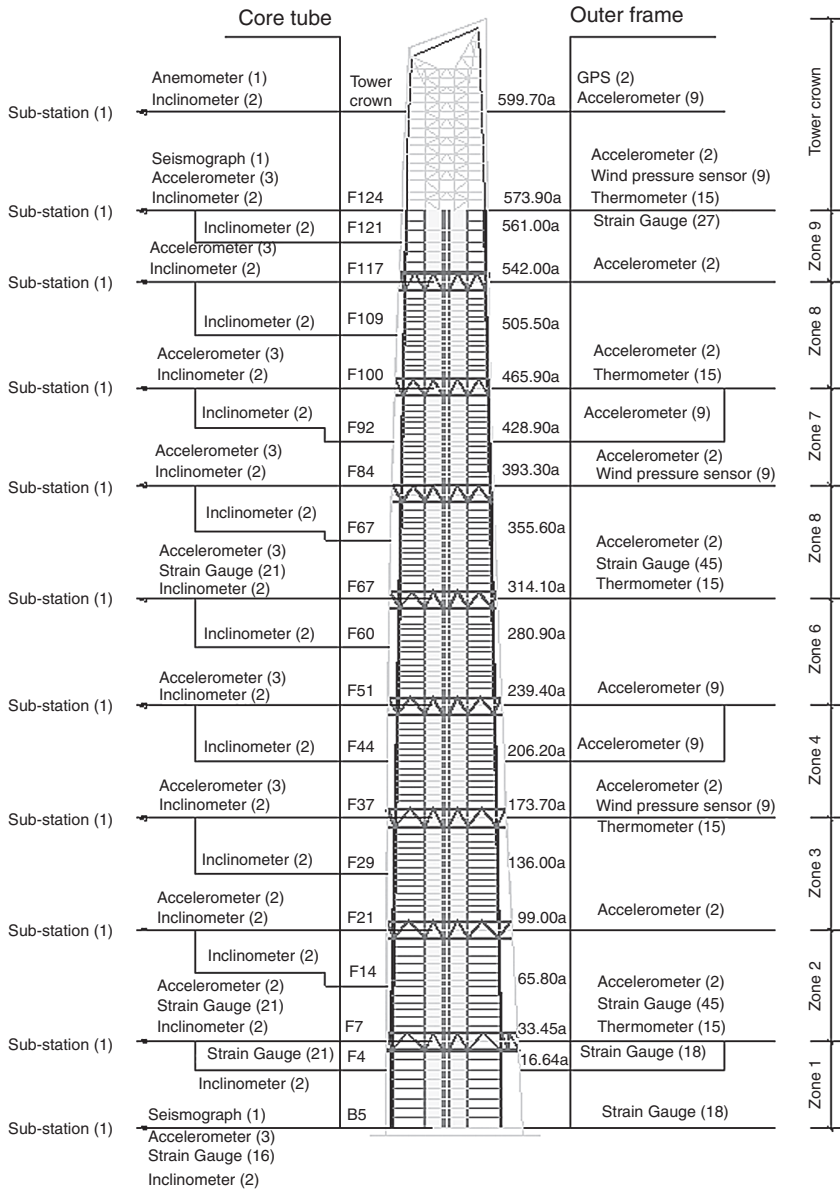 Core tube
Outer frame
Anemometer (1)
Inclinometer (2)
Tower
crown
599.70a
GPS (2)
Accelerometer (9)
Sub-station (1)
Tower crown
Seismograph (1)
Accelerometer (3)
Inclinometer (2)
F124
573.90a
Accelerometer (2)
Wind pressure sensor (9)
Thermometer (15)
Sub-station (1)
Inclinometer (2)
F121
561.00a
Strain Gauge (27)
Zone 9
Accelerometer (3)
Inclinometer (2)
F117
542.00a
Accelerometer (2)
Sub-station (1)
Inclinometer (2)
F109
505.50a
Zone 8
Accelerometer (3)
Inclinometer (2)
F100
465.90a
Accelerometer (2)
Thermometer (15)
Sub-station (1)
Inclinometer (2)
F92
428.90a
Accelerometer (9)
Zone 7
Accelerometer (3)
Inclinometer (2)
F84
393.30a
Accelerometer (2)
Wind pressure sensor (9)
Sub-station (1)
Inclinometer (2)
F67
355.60a
Zone 8
Accelerometer (3)
Strain Gauge (21)
Inclinometer (2)
F67
314.10a
Accelerometer (2)
Strain Gauge (45)
Thermometer (15)
Sub-station (1)
Inclinometer (2)
F60
280.90a
Zone 6
Accelerometer (3)
Inclinometer (2)
F51
239.40a
Accelerometer (9)
Sub-station (1)
Inclinometer (2)
F44
206.20a
Accelerometer (9)
Zone 4
Accelerometer (3)
Inclinometer (2)
F37
173.70a
Accelerometer (2)
Wind pressure sensor (9)
Thermometer (15)
Sub-station (1)
Inclinometer (2)
F29
136.00a
Zone 3
Accelerometer (2)
Inclinometer (2)
F21
99.00a
Accelerometer (2)
Sub-station (1)
Inclinometer (2)
F14
65.80a
Zone 2
Accelerometer (2)
Strain Gauge (21)
Inclinometer (2)
F7
33.45a
Accelerometer (2)
Strain Gauge (45)
Thermometer (15)
Sub-station (1)
Strain Gauge (21)
F4
16.64a
Strain Gauge (18)
Inclinometer (2)
Zone 1
Seismograph (1)
B5
Strain Gauge (18)
Sub-station (1)
Accelerometer (3)
Strain Gauge (16)
Inclinometer (2)